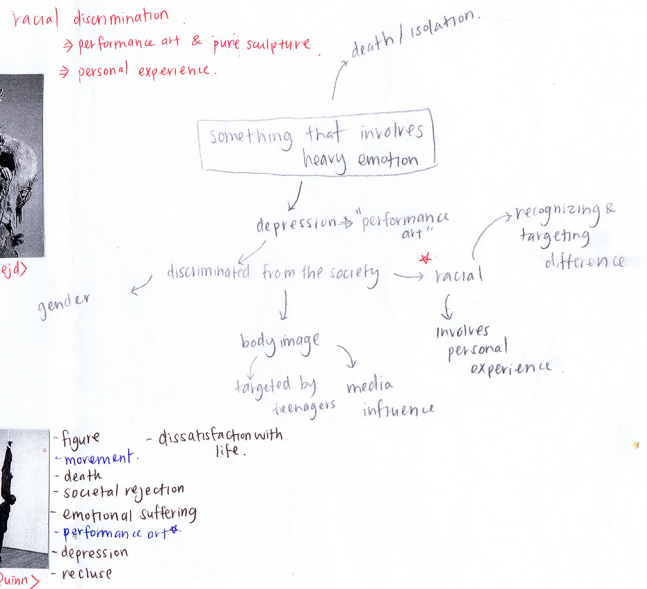 racial discrimination
⇒ performance art & pure sculpture.
⇒ personal experience.
death / isolation.
something that involves
heavy emotion
depression → "performance
art"
recognizing &
targeting
difference
discriminated from the society → * racial
gender
involves
personal
experience.
body image
targeted by
teenagers
media
influence
- figure
- movement.
- death
- societal rejection
- emotional suffering
- performance art*.
- depression
- recluse
- dissatisfaction with
life.
ejd>
Quinn>